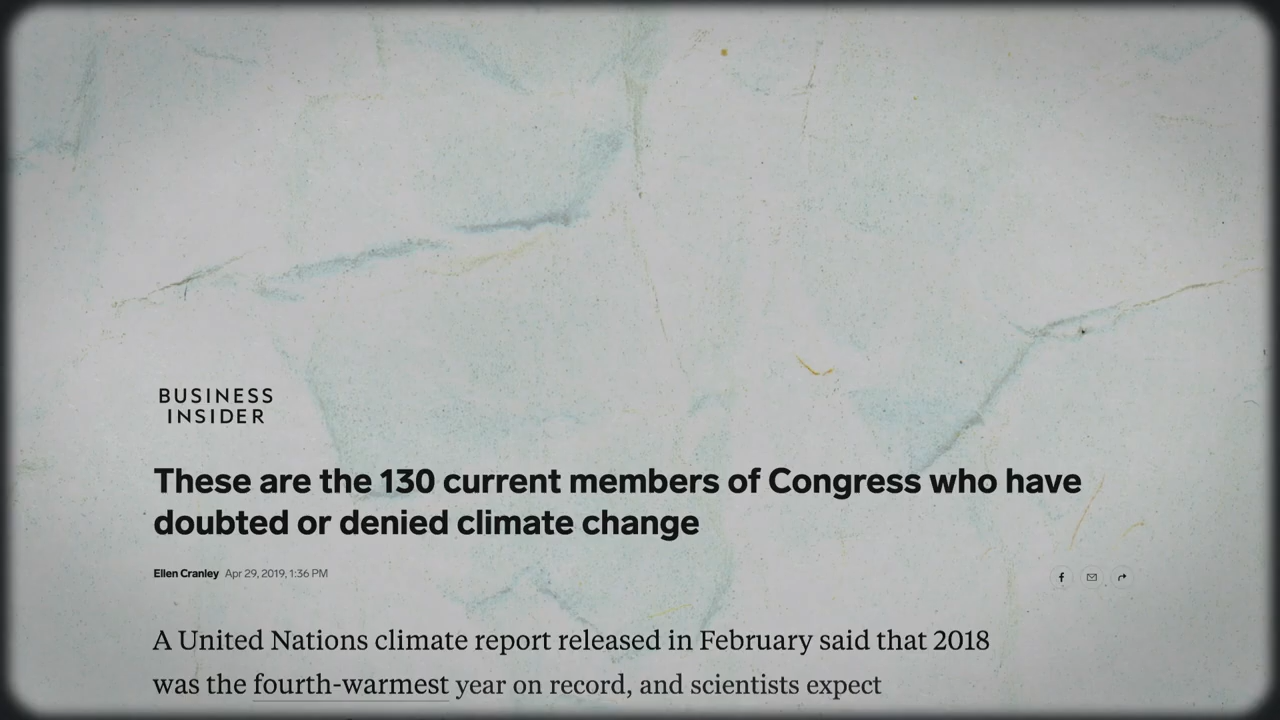 BUSINESS
INSIDER
These are the 130 current members of Congress who have
doubted or denied climate change
Ellen Cranley Apr 29, 2019, 1:36 PM
A United Nations climate report released in February said that 2018
was the fourth-warmest year on record, and scientists expect